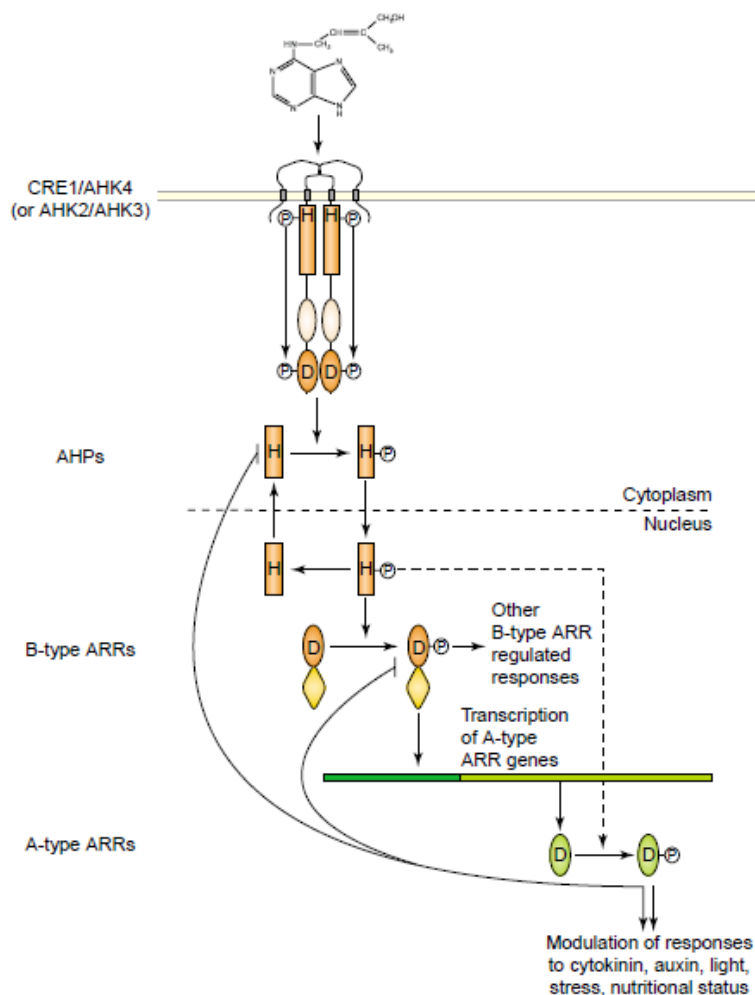 CH₂OH
CH=C
HN—CH₂
CH₃
N
N
N
N
H
CRE1/AHK4
(or AHK2/AHK3)
P H H P
P D D P
AHPs
H H P
Cytoplasm
Nucleus
H H P
Other
B-type ARR
regulated
responses
B-type ARRs
D D P
Transcription
of A-type
ARR genes
A-type ARRs
D D P
Modulation of responses
to cytokinin, auxin, light,
stress, nutritional status